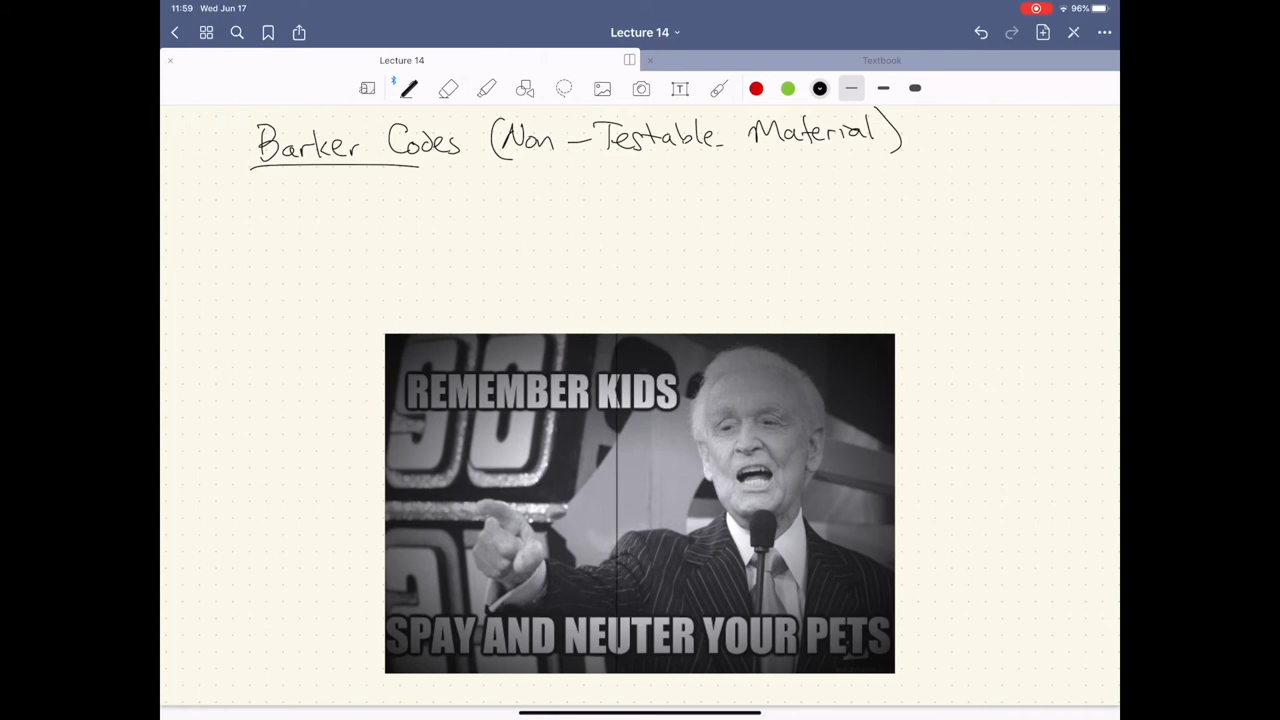 11:59 Wed Jun 17
96%
Lecture 14
Lecture 14
Textbook
Barker Codes (Non-Testable Material)
REMEMBER KIDS
SPAY AND NEUTER YOUR PETS